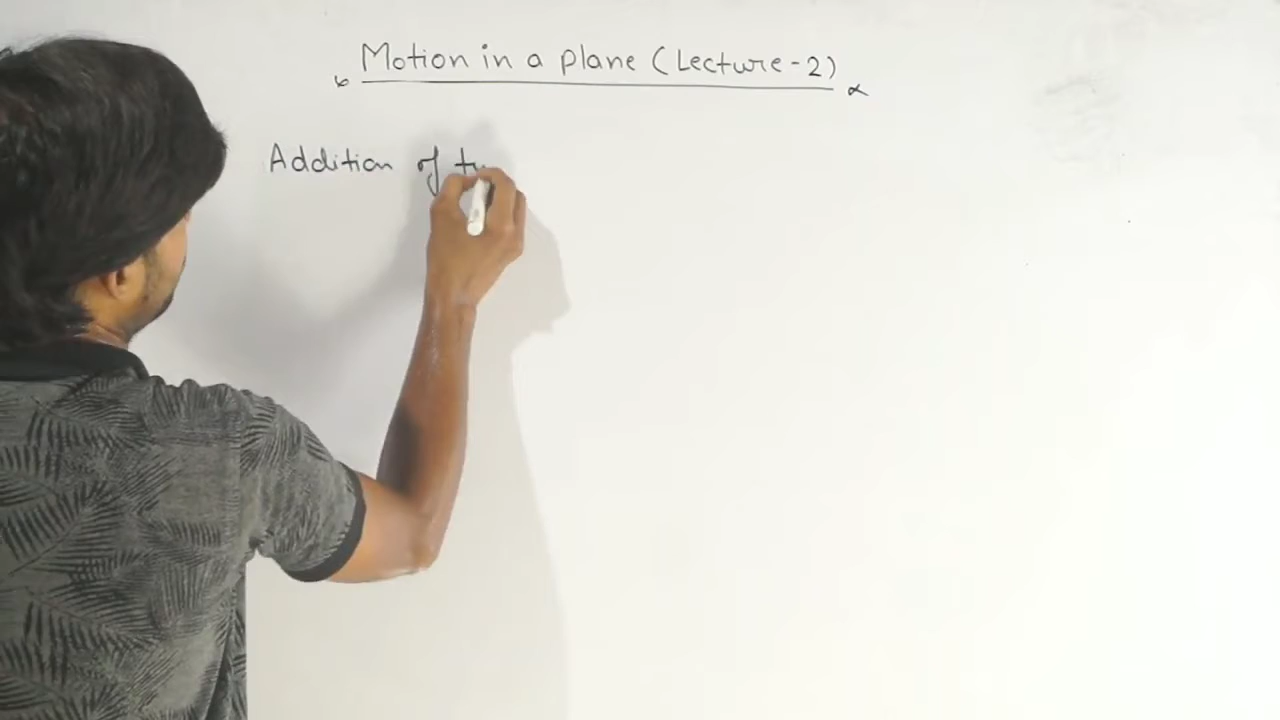 Motion in a plane (Lecture - 2)
Addition of